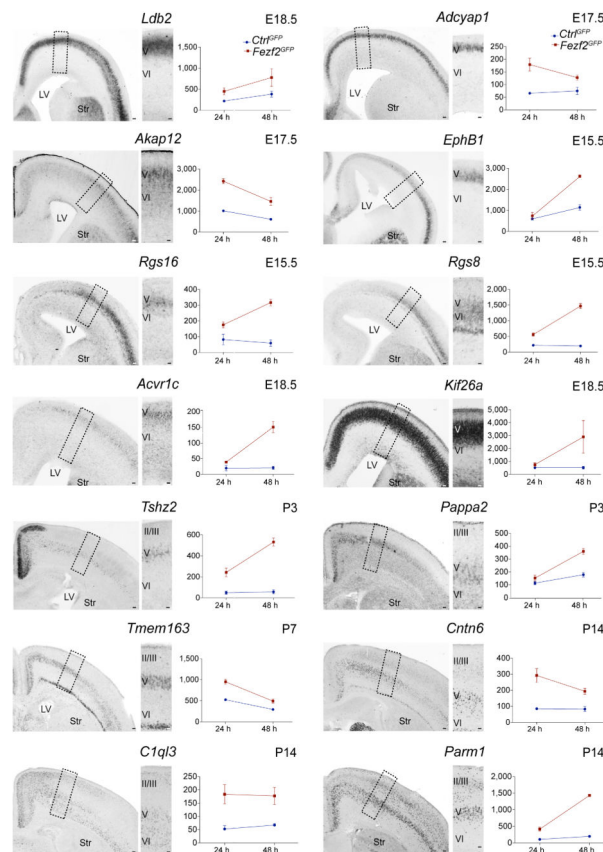 Ldb2 E18.5
V
VI
LV
Str
1,500
1,000
500
0
24 h 48 h
Adcyap1 E17.5
Ctrl^GFP
Fezf2^GFP
V
VI
LV
Str
250
200
150
100
50
0
24 h 48 h
Ctrl^GFP
Fezf2^GFP
Akap12 E17.5
V
VI
LV
Str
3,000
2,000
1,000
0
24 h 48 h
EphB1 E15.5
V
VI
LV
3,000
2,000
1,000
0
24 h 48 h
Rgs16 E15.5
V
VI
LV
Str
400
300
200
100
0
24 h 48 h
Rgs8 E15.5
V
VI
LV
Str
2,000
1,500
1,000
500
0
24 h 48 h
Acvr1c E18.5
V
VI
LV
200
150
100
50
0
24 h 48 h
Kif26a E18.5
V
VI
LV
5,000
4,000
3,000
2,000
1,000
0
24 h 48 h
Tshz2 P3
II/III
V
VI
LV
Str
600
400
200
0
24 h 48 h
Pappa2 P3
II/III
V
VI
Str
500
400
300
200
100
0
24 h 48 h
Tmem163 P7
II/III
V
VI
LV
Str
1,500
1,000
500
0
24 h 48 h
Cntn6 P14
II/III
V
VI
Str
400
300
200
100
0
24 h 48 h
C1ql3 P14
II/III
V
VI
Str
250
200
150
100
50
0
24 h 48 h
Parm1 P14
II/III
V
VI
Str
2,000
1,500
1,000
500
0
24 h 48 h